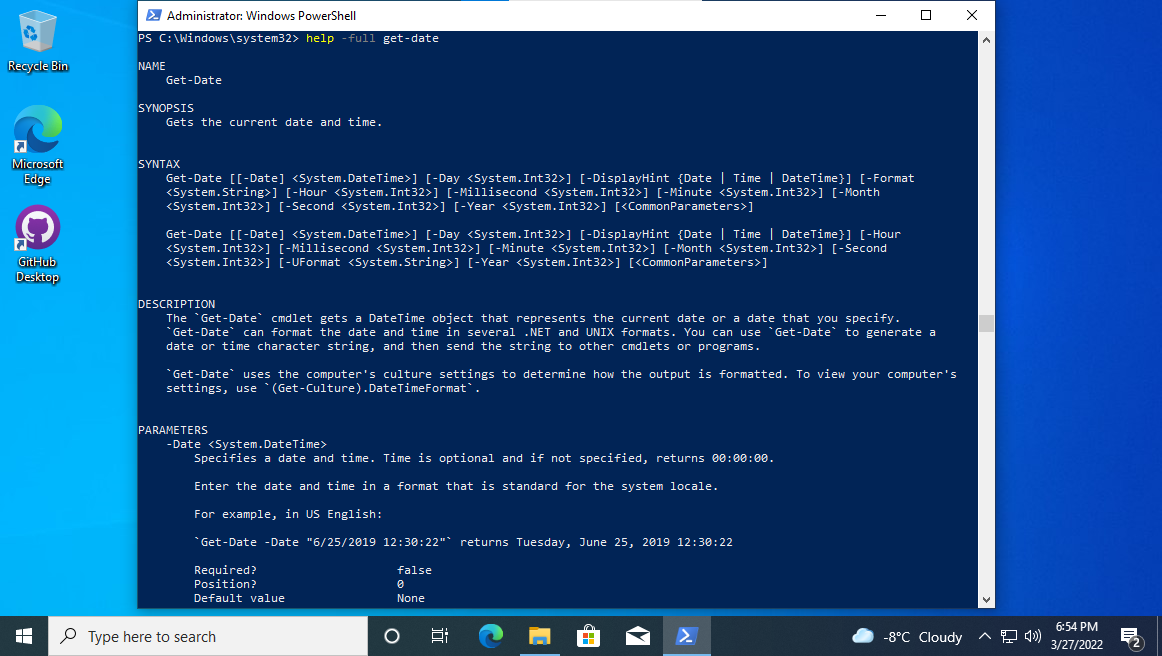 Administrator: Windows PowerShell
PS C:\Windows\system32> help -full get-date
NAME
Get-Date
SYNOPSIS
Gets the current date and time.
SYNTAX
Get-Date [[-Date] <System.DateTime>] [-Day <System.Int32>] [-DisplayHint {Date | Time | DateTime}] [-Format
<System.String>] [-Hour <System.Int32>] [-Millisecond <System.Int32>] [-Minute <System.Int32>] [-Month
<System.Int32>] [-Second <System.Int32>] [-Year <System.Int32>] [<CommonParameters>]
Get-Date [[-Date] <System.DateTime>] [-Day <System.Int32>] [-DisplayHint {Date | Time | DateTime}] [-Hour
<System.Int32>] [-Millisecond <System.Int32>] [-Minute <System.Int32>] [-Month <System.Int32>] [-Second
<System.Int32>] [-UFormat <System.String>] [-Year <System.Int32>] [<CommonParameters>]
DESCRIPTION
The `Get-Date` cmdlet gets a DateTime object that represents the current date or a date that you specify.
`Get-Date` can format the date and time in several .NET and UNIX formats. You can use `Get-Date` to generate a
date or time character string, and then send the string to other cmdlets or programs.
`Get-Date` uses the computer's culture settings to determine how the output is formatted. To view your computer's
settings, use `(Get-Culture).DateTimeFormat`.
PARAMETERS
-Date <System.DateTime>
Specifies a date and time. Time is optional and if not specified, returns 00:00:00.
Enter the date and time in a format that is standard for the system locale.
For example, in US English:
`Get-Date -Date "6/25/2019 12:30:22"` returns Tuesday, June 25, 2019 12:30:22
Required? false
Position? 0
Default value None
Recycle Bin
Microsoft
Edge
GitHub
Desktop
Type here to search
-8°C Cloudy
6:54 PM
3/27/2022
2